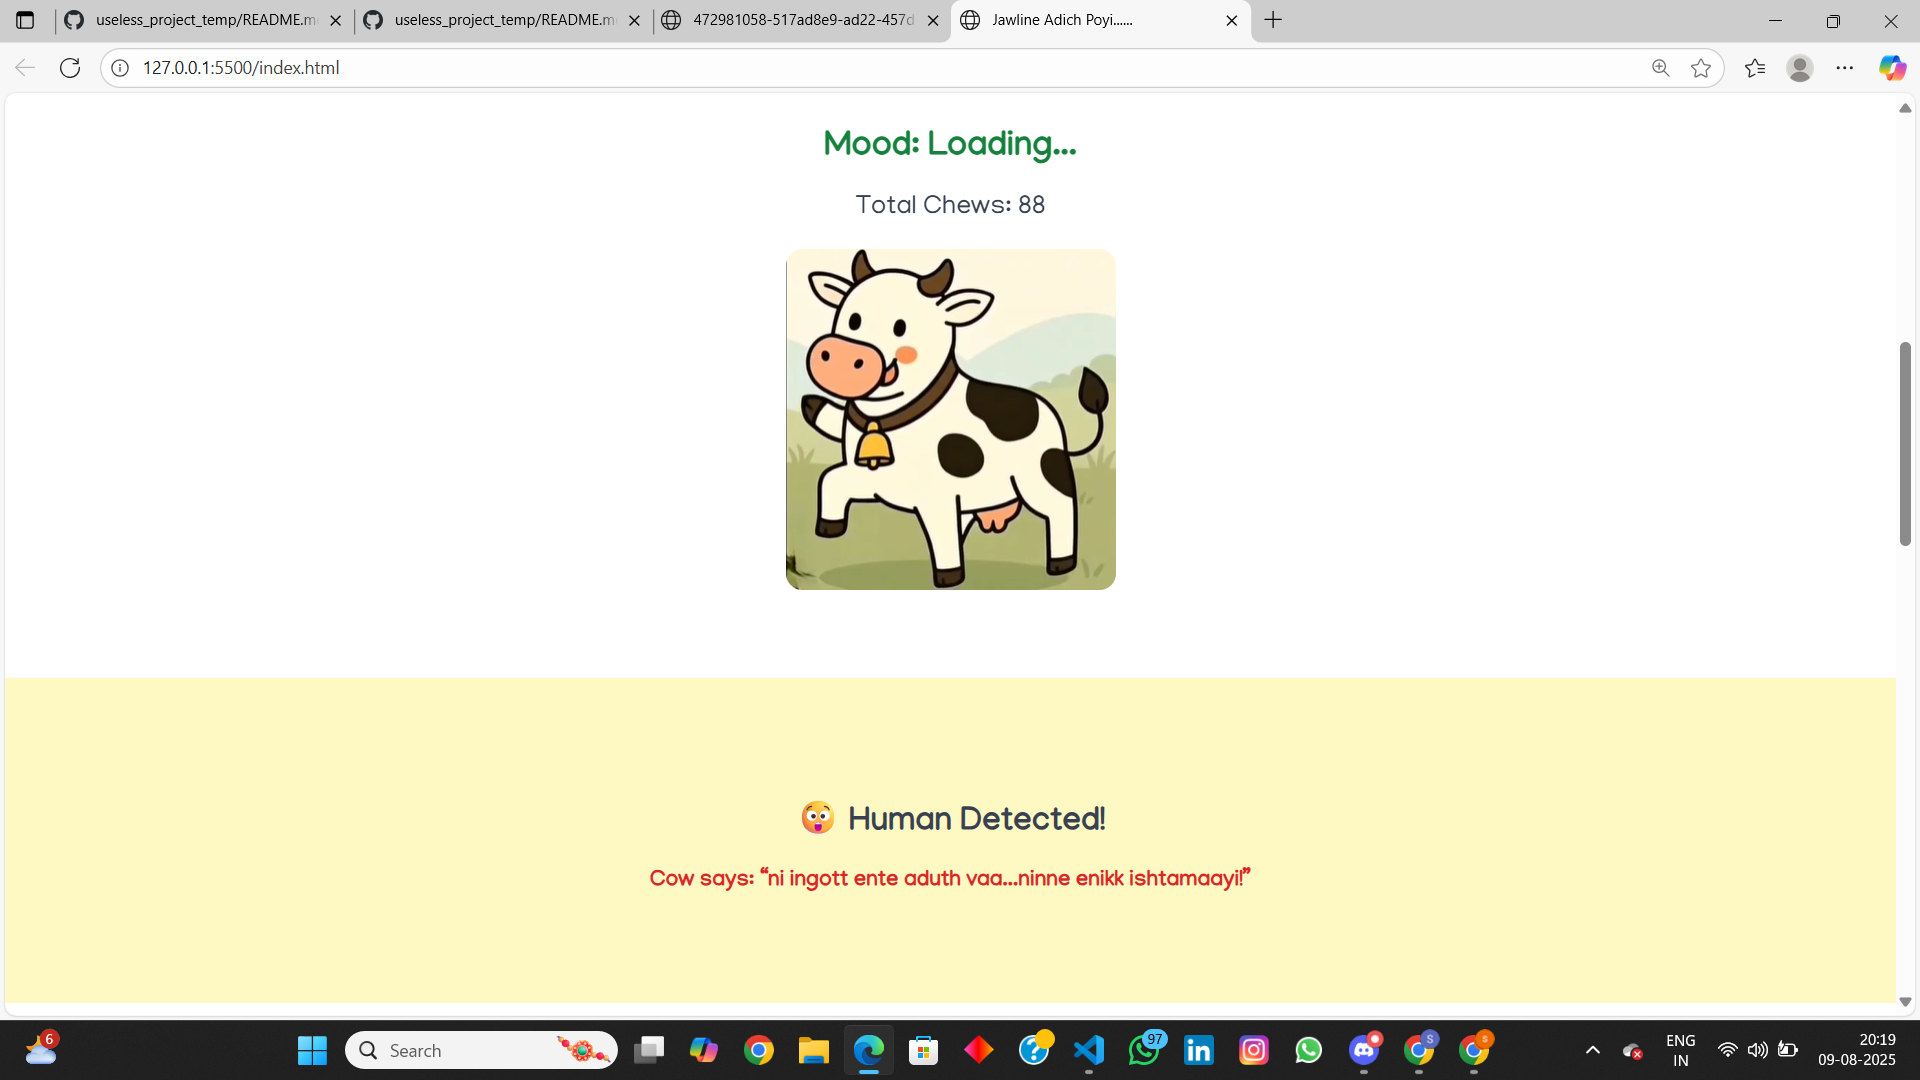 useless_project_temp/README.m
useless_project_temp/README.m
472981058-517ad8e9-ad22-457d
Jawline Adich Poyi......
127.0.0.1:5500/index.html
Mood: Loading...
Total Chews: 88
😲 Human Detected!
Cow says: “ni ingott ente aduth vaa...ninne enikk ishtamaayi!”
6
Search
97
S
s
ENG
IN
20:19
09-08-2025